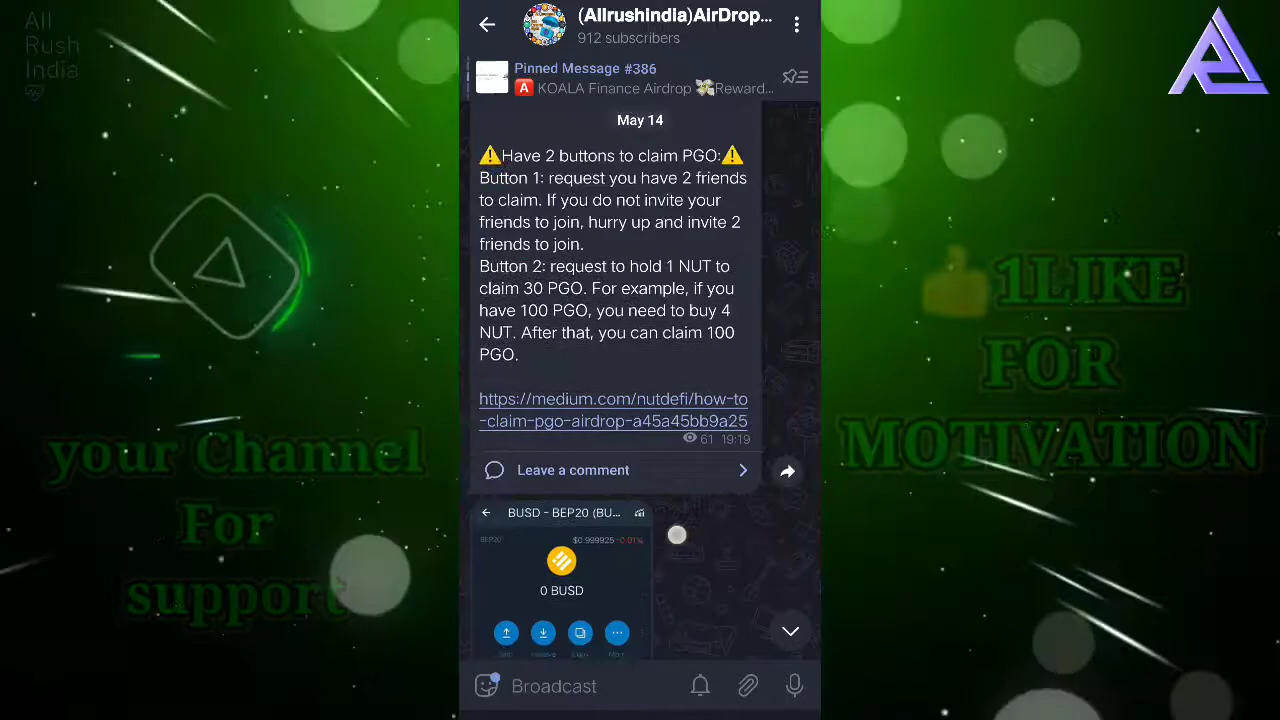 All
Rush
India
(Allrushindia)AirDrop...
912 subscribers
Pinned Message #386
🅰 KOALA Finance Airdrop 💸Reward...
May 14
⚠️Have 2 buttons to claim PGO:⚠️
Button 1: request you have 2 friends
to claim. If you do not invite your
friends to join, hurry up and invite 2
friends to join.
Button 2: request to hold 1 NUT to
claim 30 PGO. For example, if you
have 100 PGO, you need to buy 4
NUT. After that, you can claim 100
PGO.
https://medium.com/nutdefi/how-to
-claim-pgo-airdrop-a45a45bb9a25
61 19:19
Leave a comment
BUSD - BEP20 (BU...
BEP20
$0.999925 -0.01%
0 BUSD
Broadcast
your Channel
For
support
👍1LIKE
FOR
MOTIVATION